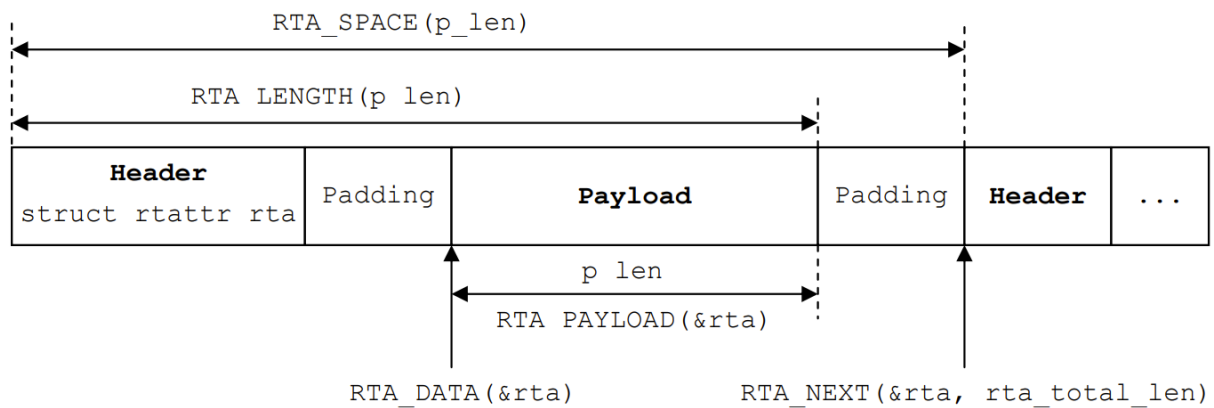 RTA_SPACE(p_len)
RTA LENGTH(p len)
Header
struct rtattr rta
Padding
Payload
Padding
Header
...
p len
RTA PAYLOAD(&rta)
RTA_DATA(&rta)
RTA_NEXT(&rta, rta_total_len)